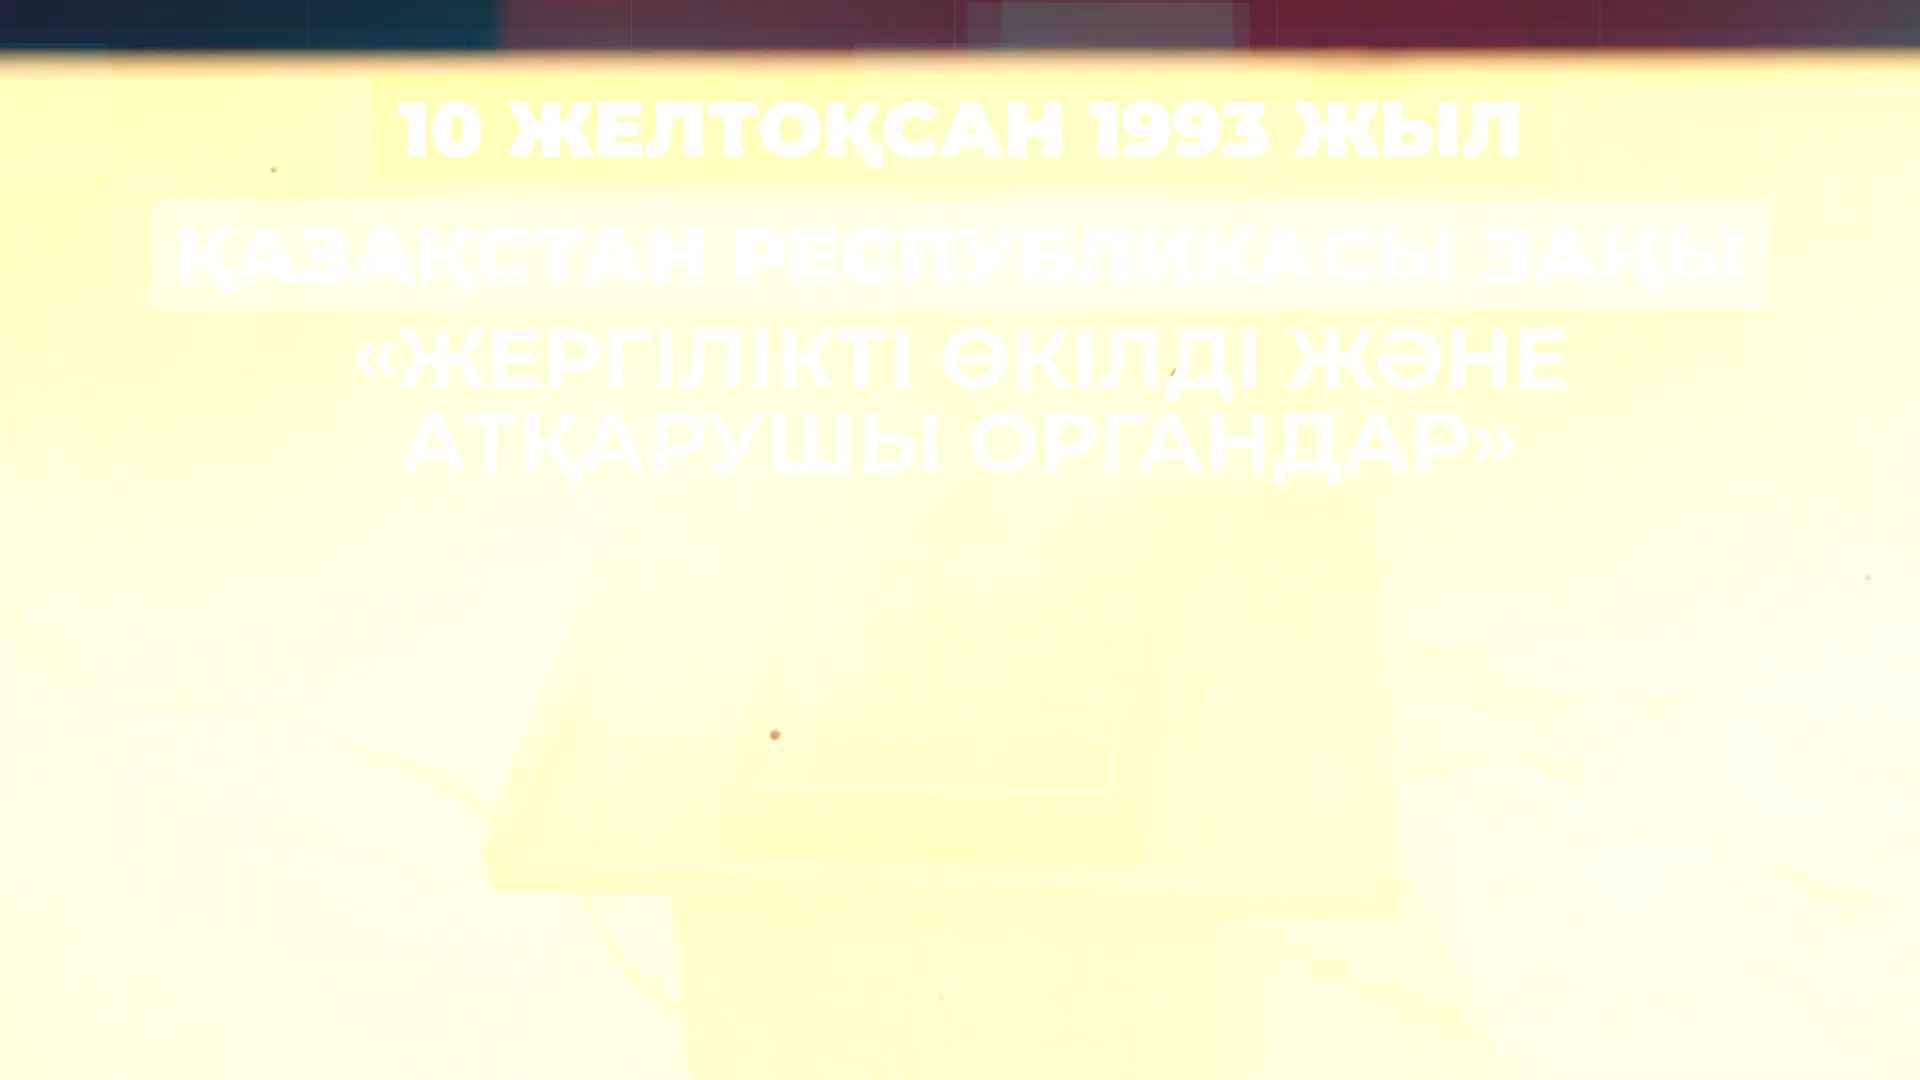 10 ЖЕЛТОҚСАН 1993 ЖЫЛ
ҚАЗАҚСТАН РЕСПУБЛИКАСЫ ЗАҢЫ
«ЖЕРГІЛІКТІ ӨКІЛДІ ЖӘНЕ
АТҚАРУШЫ ОРГАНДАР»